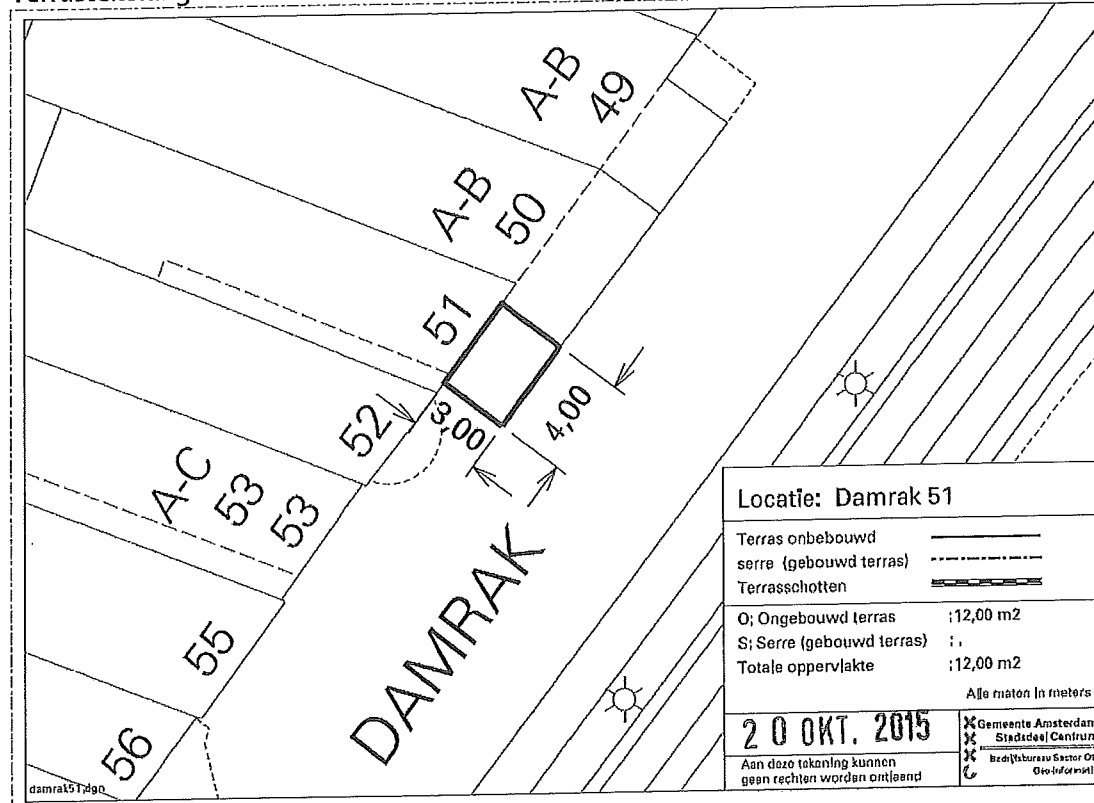 A-B
49
A-B
50
51
52
3,00
4,00
A-C
53
53
55
56
DAMRAK
damrak51.dgn
Locatie: Damrak 51
Terras onbebouwd
serre (gebouwd terras)
Terrasschotten
O; Ongebouwd terras :12,00 m2
S; Serre (gebouwd terras) : .
Totale oppervlakte :12,00 m2
Alle maten in meters
20 OKT. 2015
Aan deze tekening kunnen
geen rechten worden ontleend
Gemeente Amsterdam
Stadsdeel Centrum
Bedrijfsbureau Sector